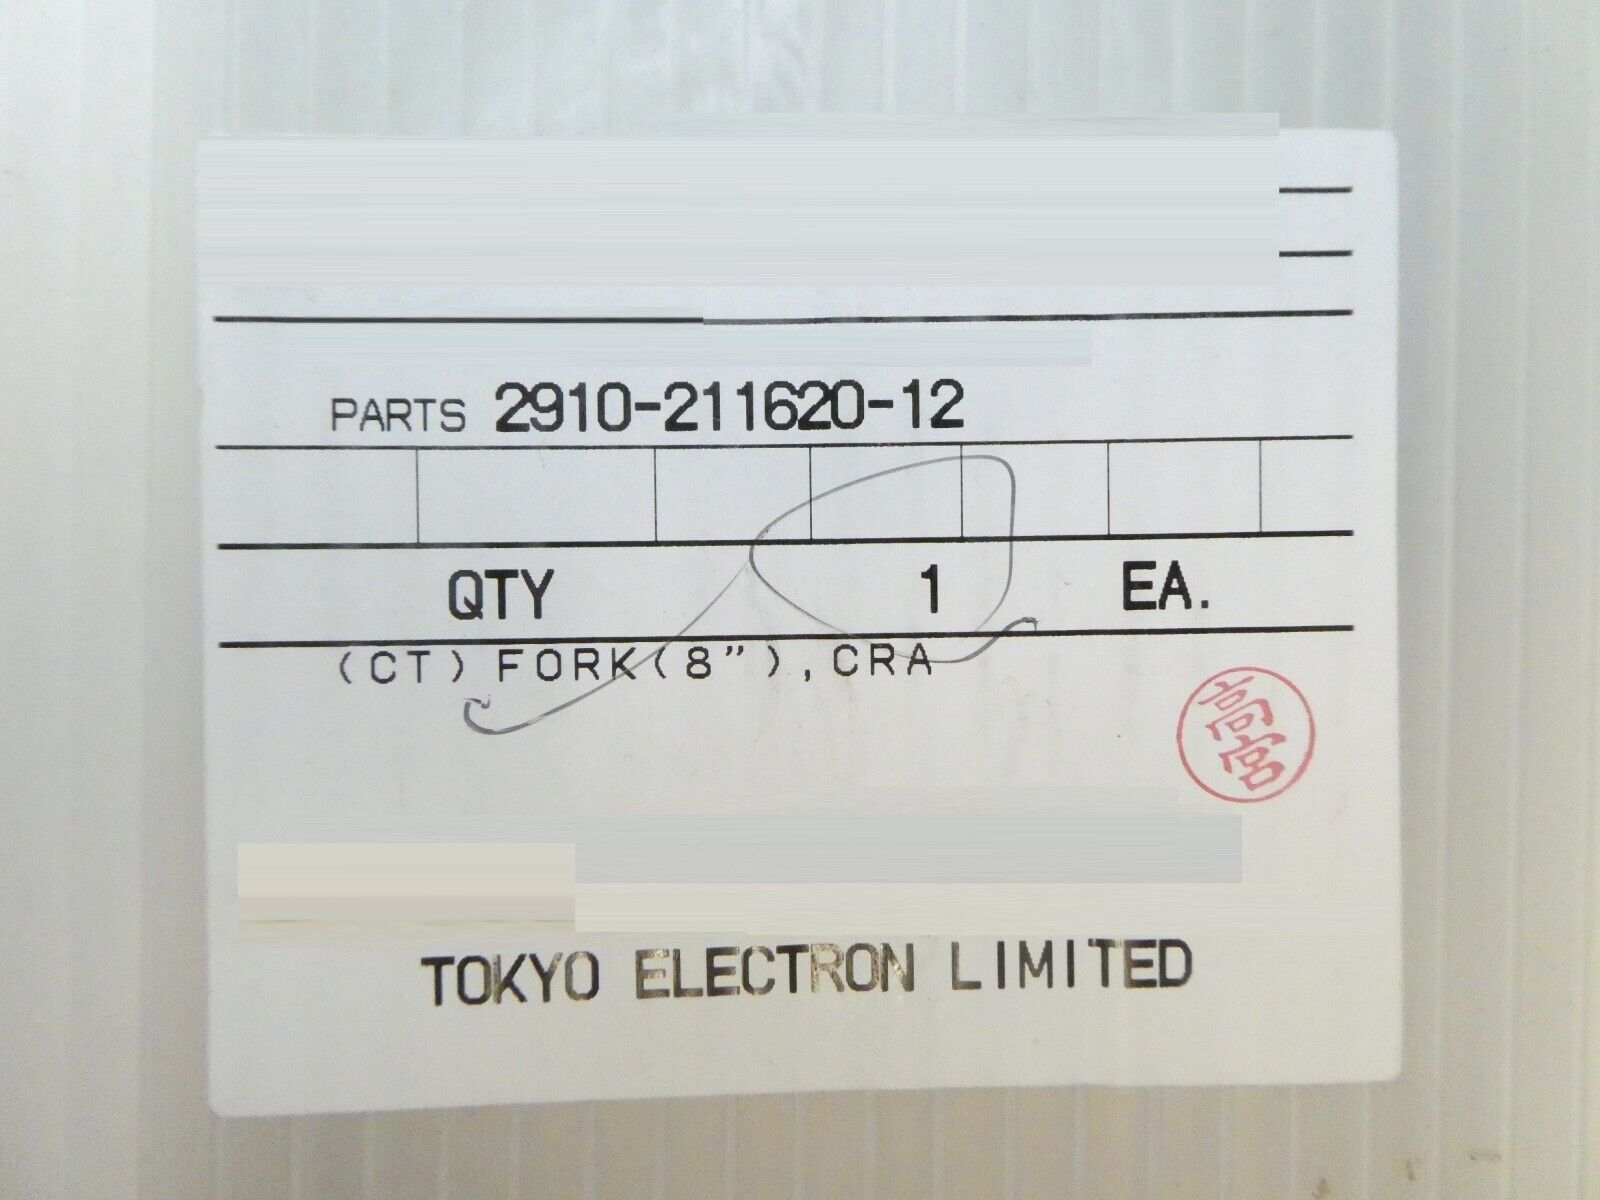 PARTS 2910-211620-12
QTY 1 EA.
(CT) FORK(8"),CRA
高宮
TOKYO ELECTRON LIMITED